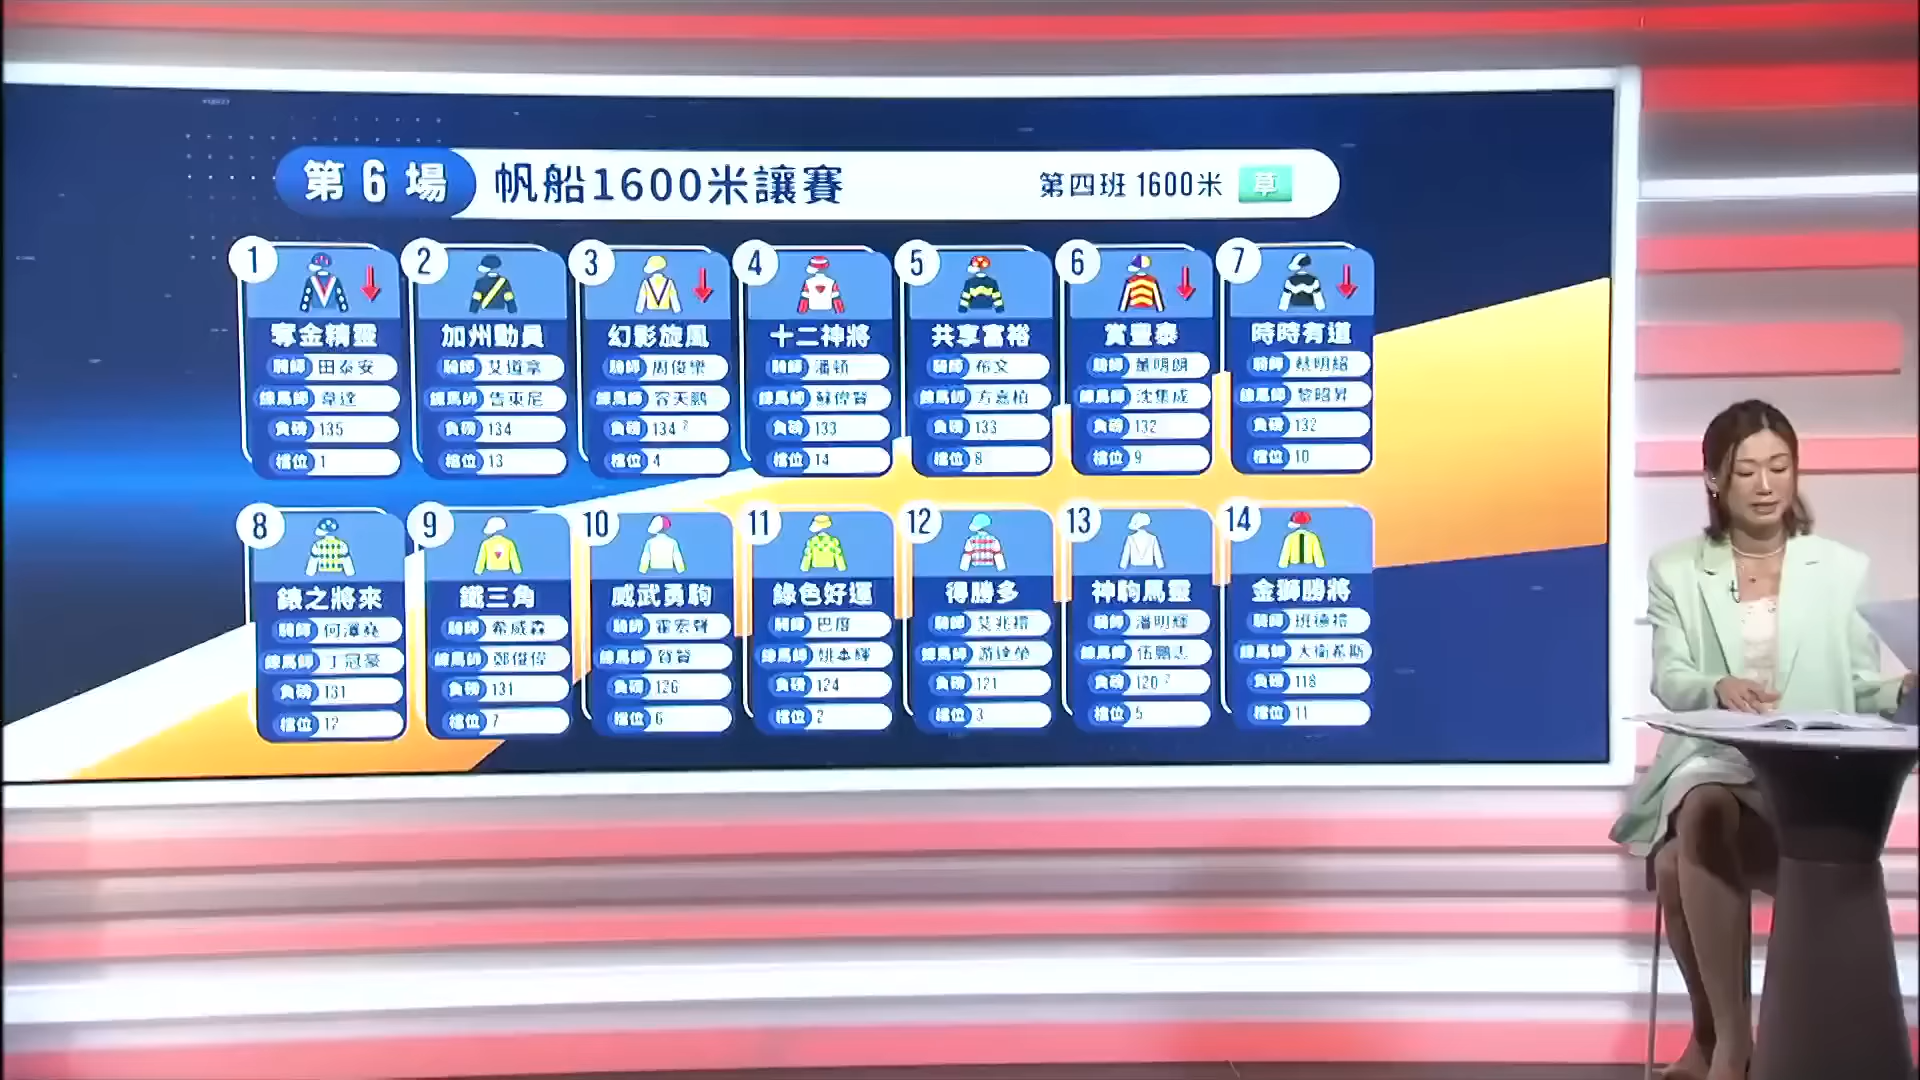 第 6 場
帆船1600米讓賽
第四班 1600米 草
1
奪金精靈
騎師 田泰安
練馬師 韋達
負磅 135
檔位 1
2
加州動員
騎師 艾道拿
練馬師 告東尼
負磅 134
檔位 13
3
幻影旋風
騎師 周俊樂
練馬師 容天鵬
負磅 134
檔位 4
4
十二神將
騎師 潘頓
練馬師 蘇偉賢
負磅 133
檔位 14
5
共享富裕
騎師 布文
練馬師 方嘉柏
負磅 133
檔位 8
6
賞豐泰
騎師 董明朗
練馬師 沈集成
負磅 132
檔位 9
7
時時有道
騎師 蔡明紹
練馬師 黎昭昇
負磅 132
檔位 10
8
錶之將來
騎師 何澤堯
練馬師 丁冠豪
負磅 131
檔位 12
9
鐵三角
騎師 希威森
練馬師 鄭俊偉
負磅 131
檔位 7
10
威武勇駒
騎師 霍宏聲
練馬師 賀賢
負磅 126
檔位 6
11
綠色好運
騎師 巴度
練馬師 姚本輝
負磅 124
檔位 2
12
得勝多
騎師 艾兆禮
練馬師 游達榮
負磅 121
檔位 3
13
神駒馬靈
騎師 潘明輝
練馬師 伍鵬志
負磅 120
檔位 5
14
金獅勝將
騎師 班德禮
練馬師 大衛希斯
負磅 118
檔位 11